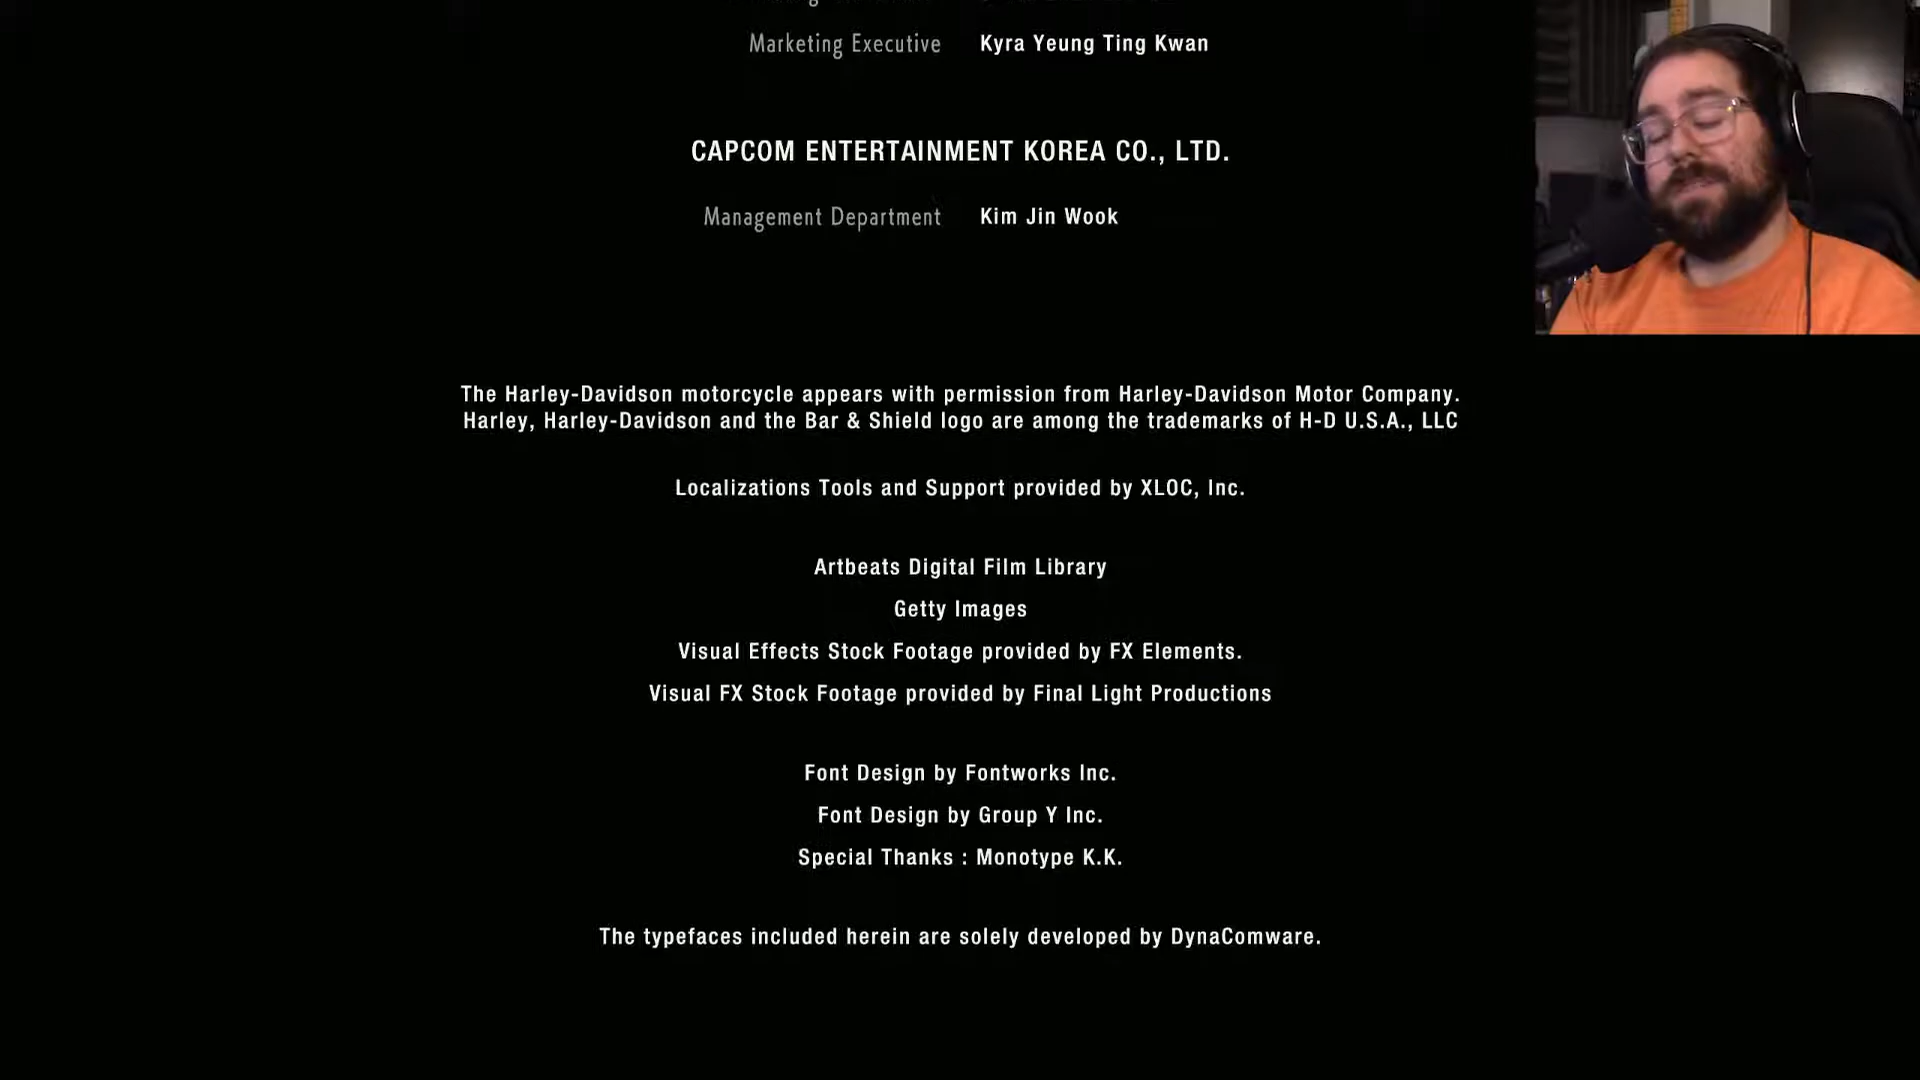 Marketing Executive Kyra Yeung Ting Kwan
CAPCOM ENTERTAINMENT KOREA CO., LTD.
Management Department Kim Jin Wook
The Harley-Davidson motorcycle appears with permission from Harley-Davidson Motor Company.
Harley, Harley-Davidson and the Bar & Shield logo are among the trademarks of H-D U.S.A., LLC
Localizations Tools and Support provided by XLOC, Inc.
Artbeats Digital Film Library
Getty Images
Visual Effects Stock Footage provided by FX Elements.
Visual FX Stock Footage provided by Final Light Productions
Font Design by Fontworks Inc.
Font Design by Group Y Inc.
Special Thanks : Monotype K.K.
The typefaces included herein are solely developed by DynaComware.